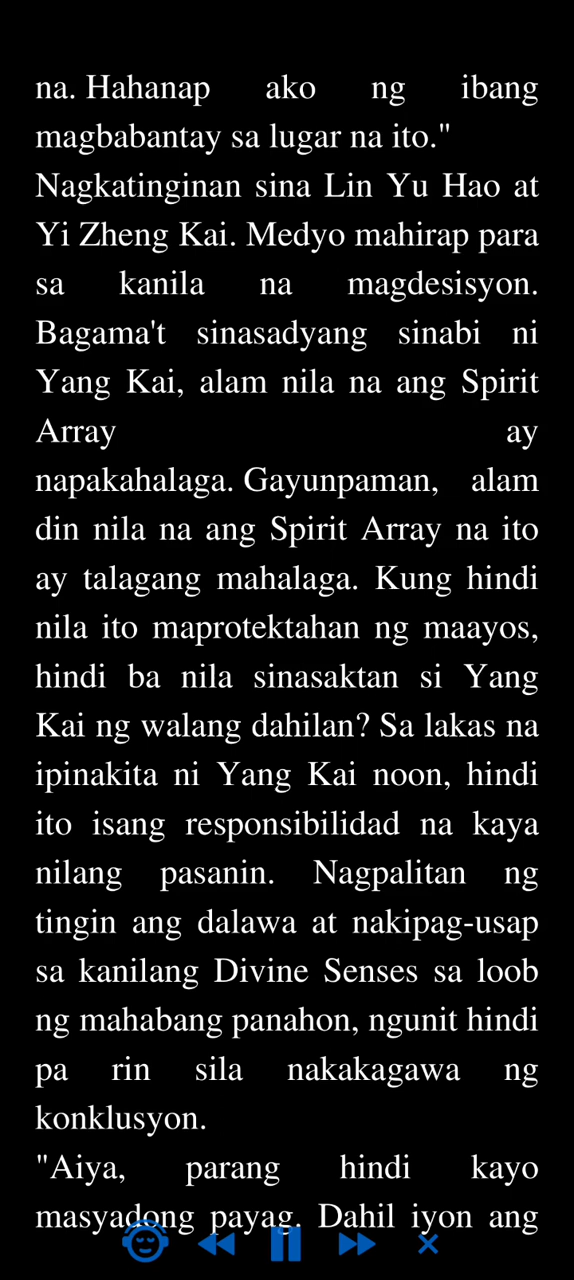 na. Hahanap ako ng ibang
magbabantay sa lugar na ito."
Nagkatinginan sina Lin Yu Hao at
Yi Zheng Kai. Medyo mahirap para
sa kanila na magdesisyon.
Bagama't sinasadyang sinabi ni
Yang Kai, alam nila na ang Spirit
Array ay
napakahalaga. Gayunpaman, alam
din nila na ang Spirit Array na ito
ay talagang mahalaga. Kung hindi
nila ito maprotektahan ng maayos,
hindi ba nila sinasaktan si Yang
Kai ng walang dahilan? Sa lakas na
ipinakita ni Yang Kai noon, hindi
ito isang responsibilidad na kaya
nilang pasanin. Nagpalitan ng
tingin ang dalawa at nakipag-usap
sa kanilang Divine Senses sa loob
ng mahabang panahon, ngunit hindi
pa rin sila nakakagawa ng
konklusyon.
"Aiya, parang hindi kayo
masyadong payag. Dahil iyon ang